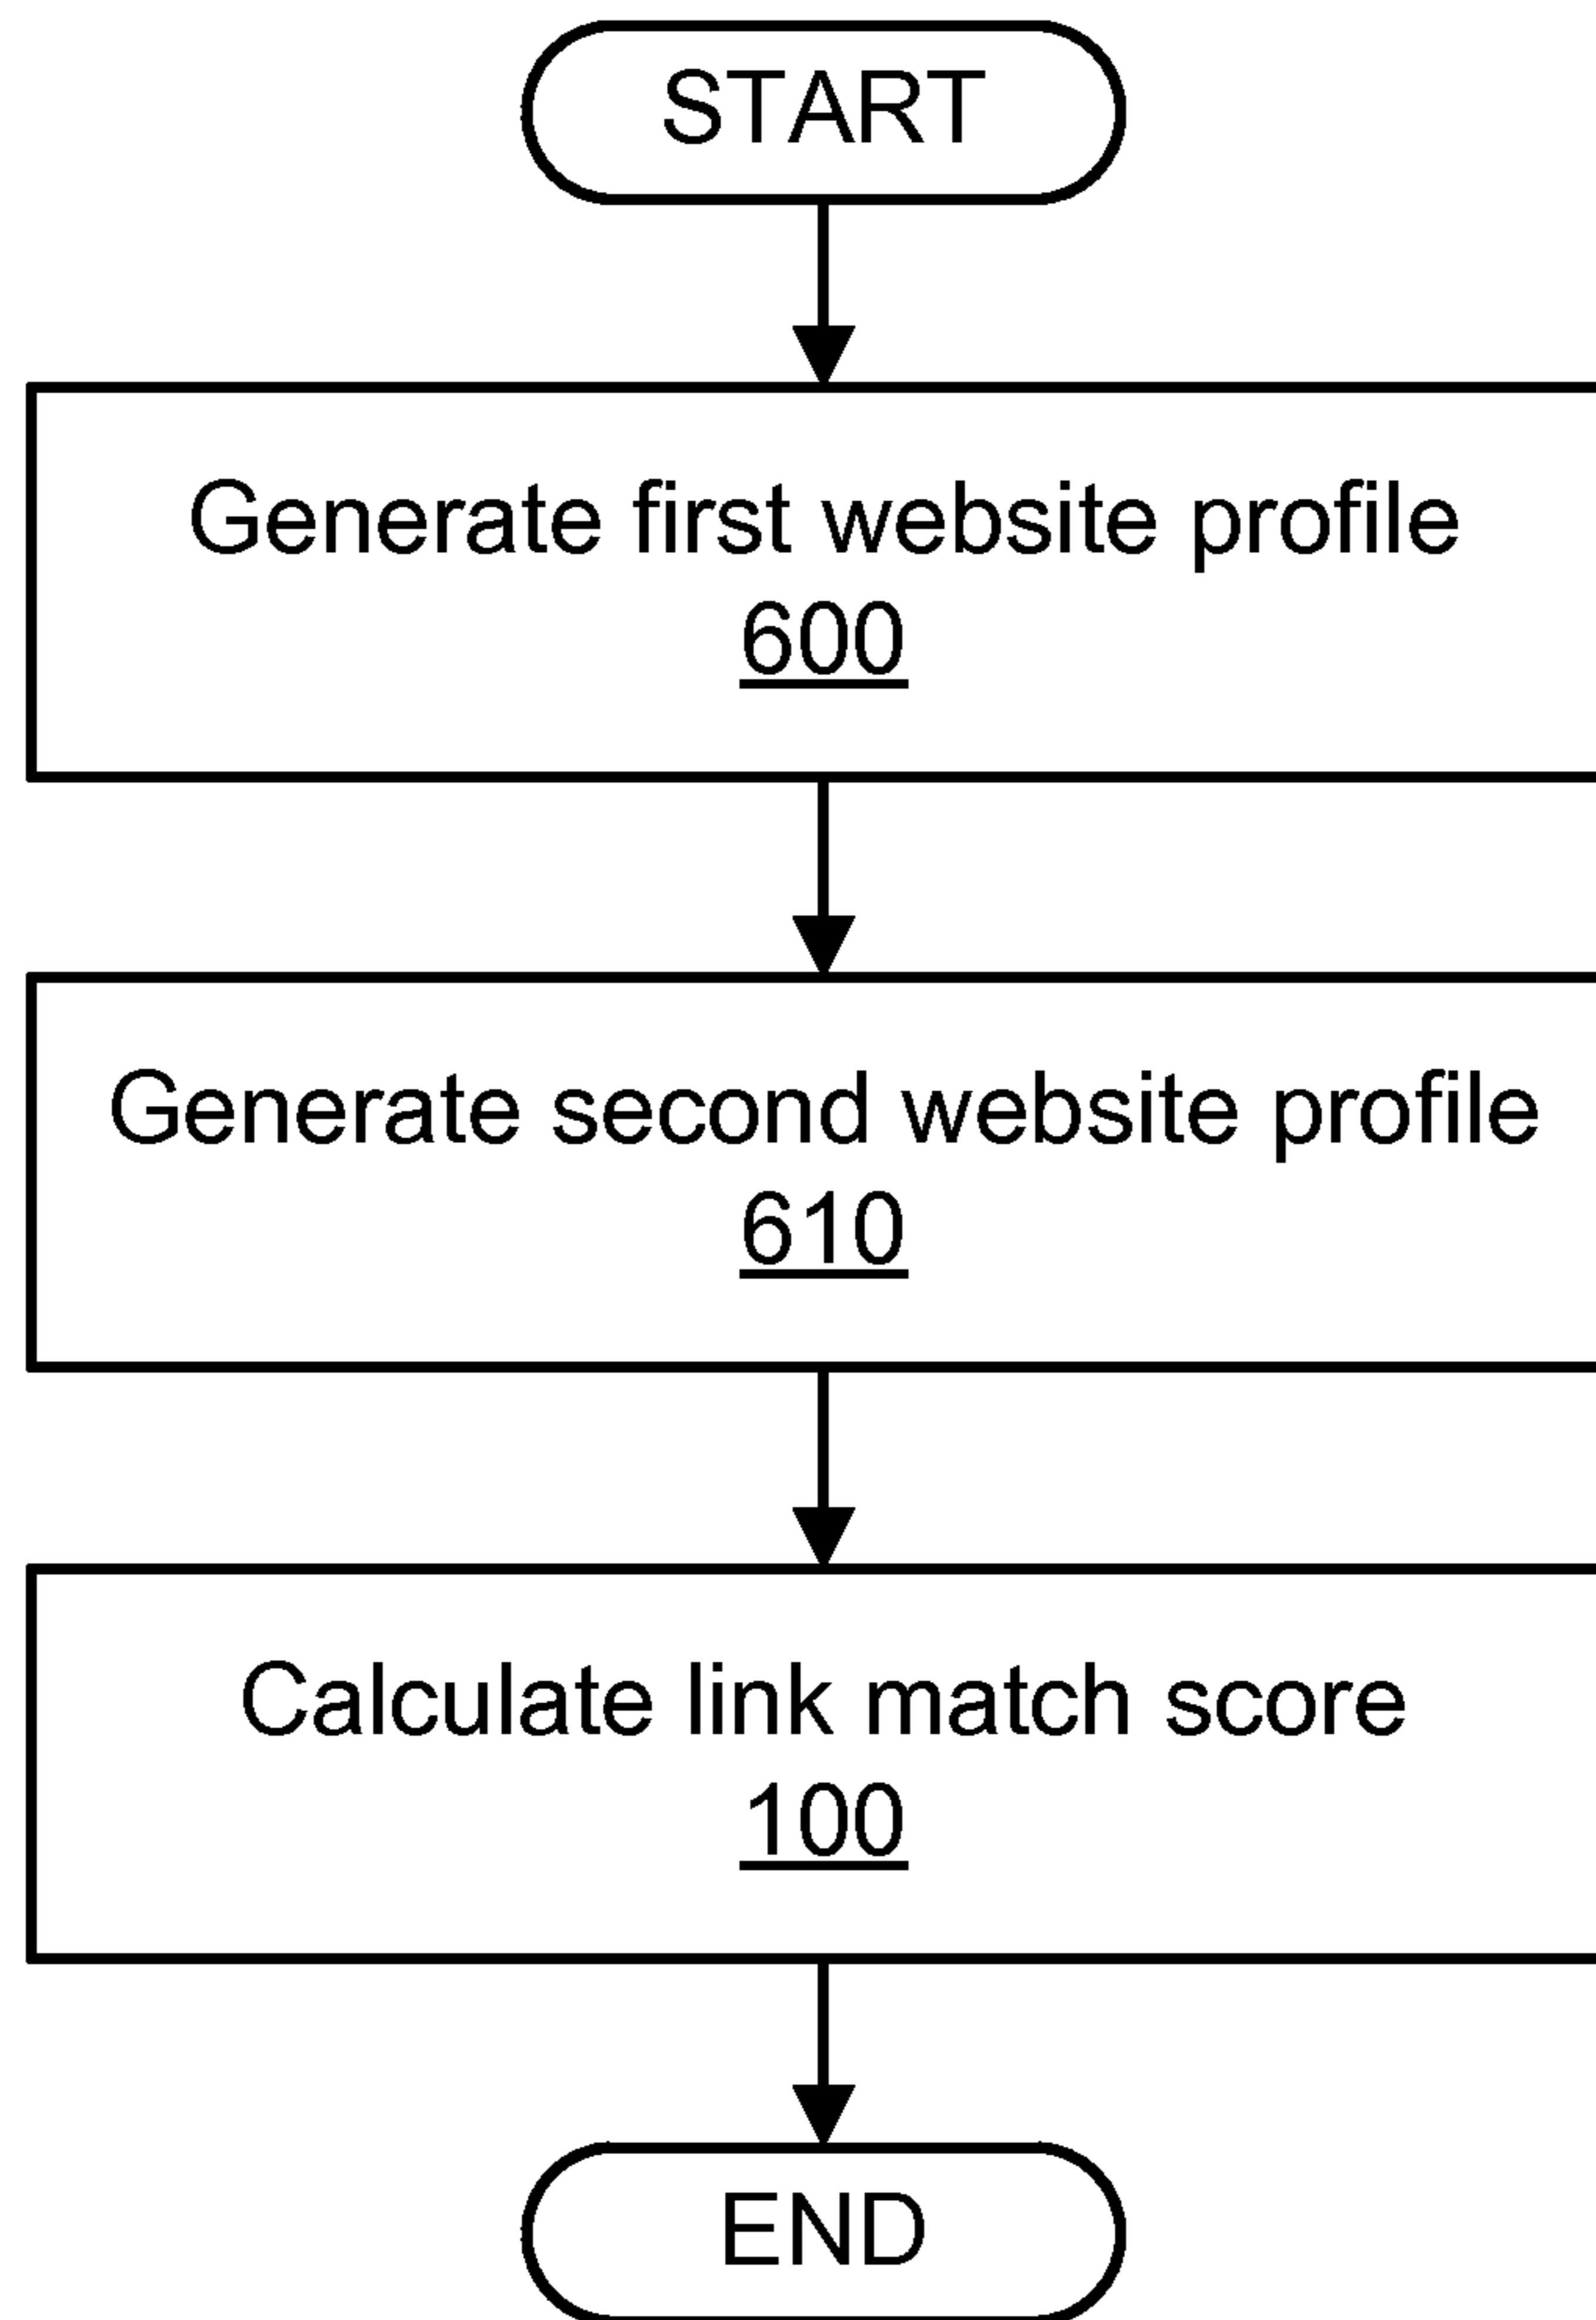 START
Generate first website profile
600
Generate second website profile
610
Calculate link match score
100
END